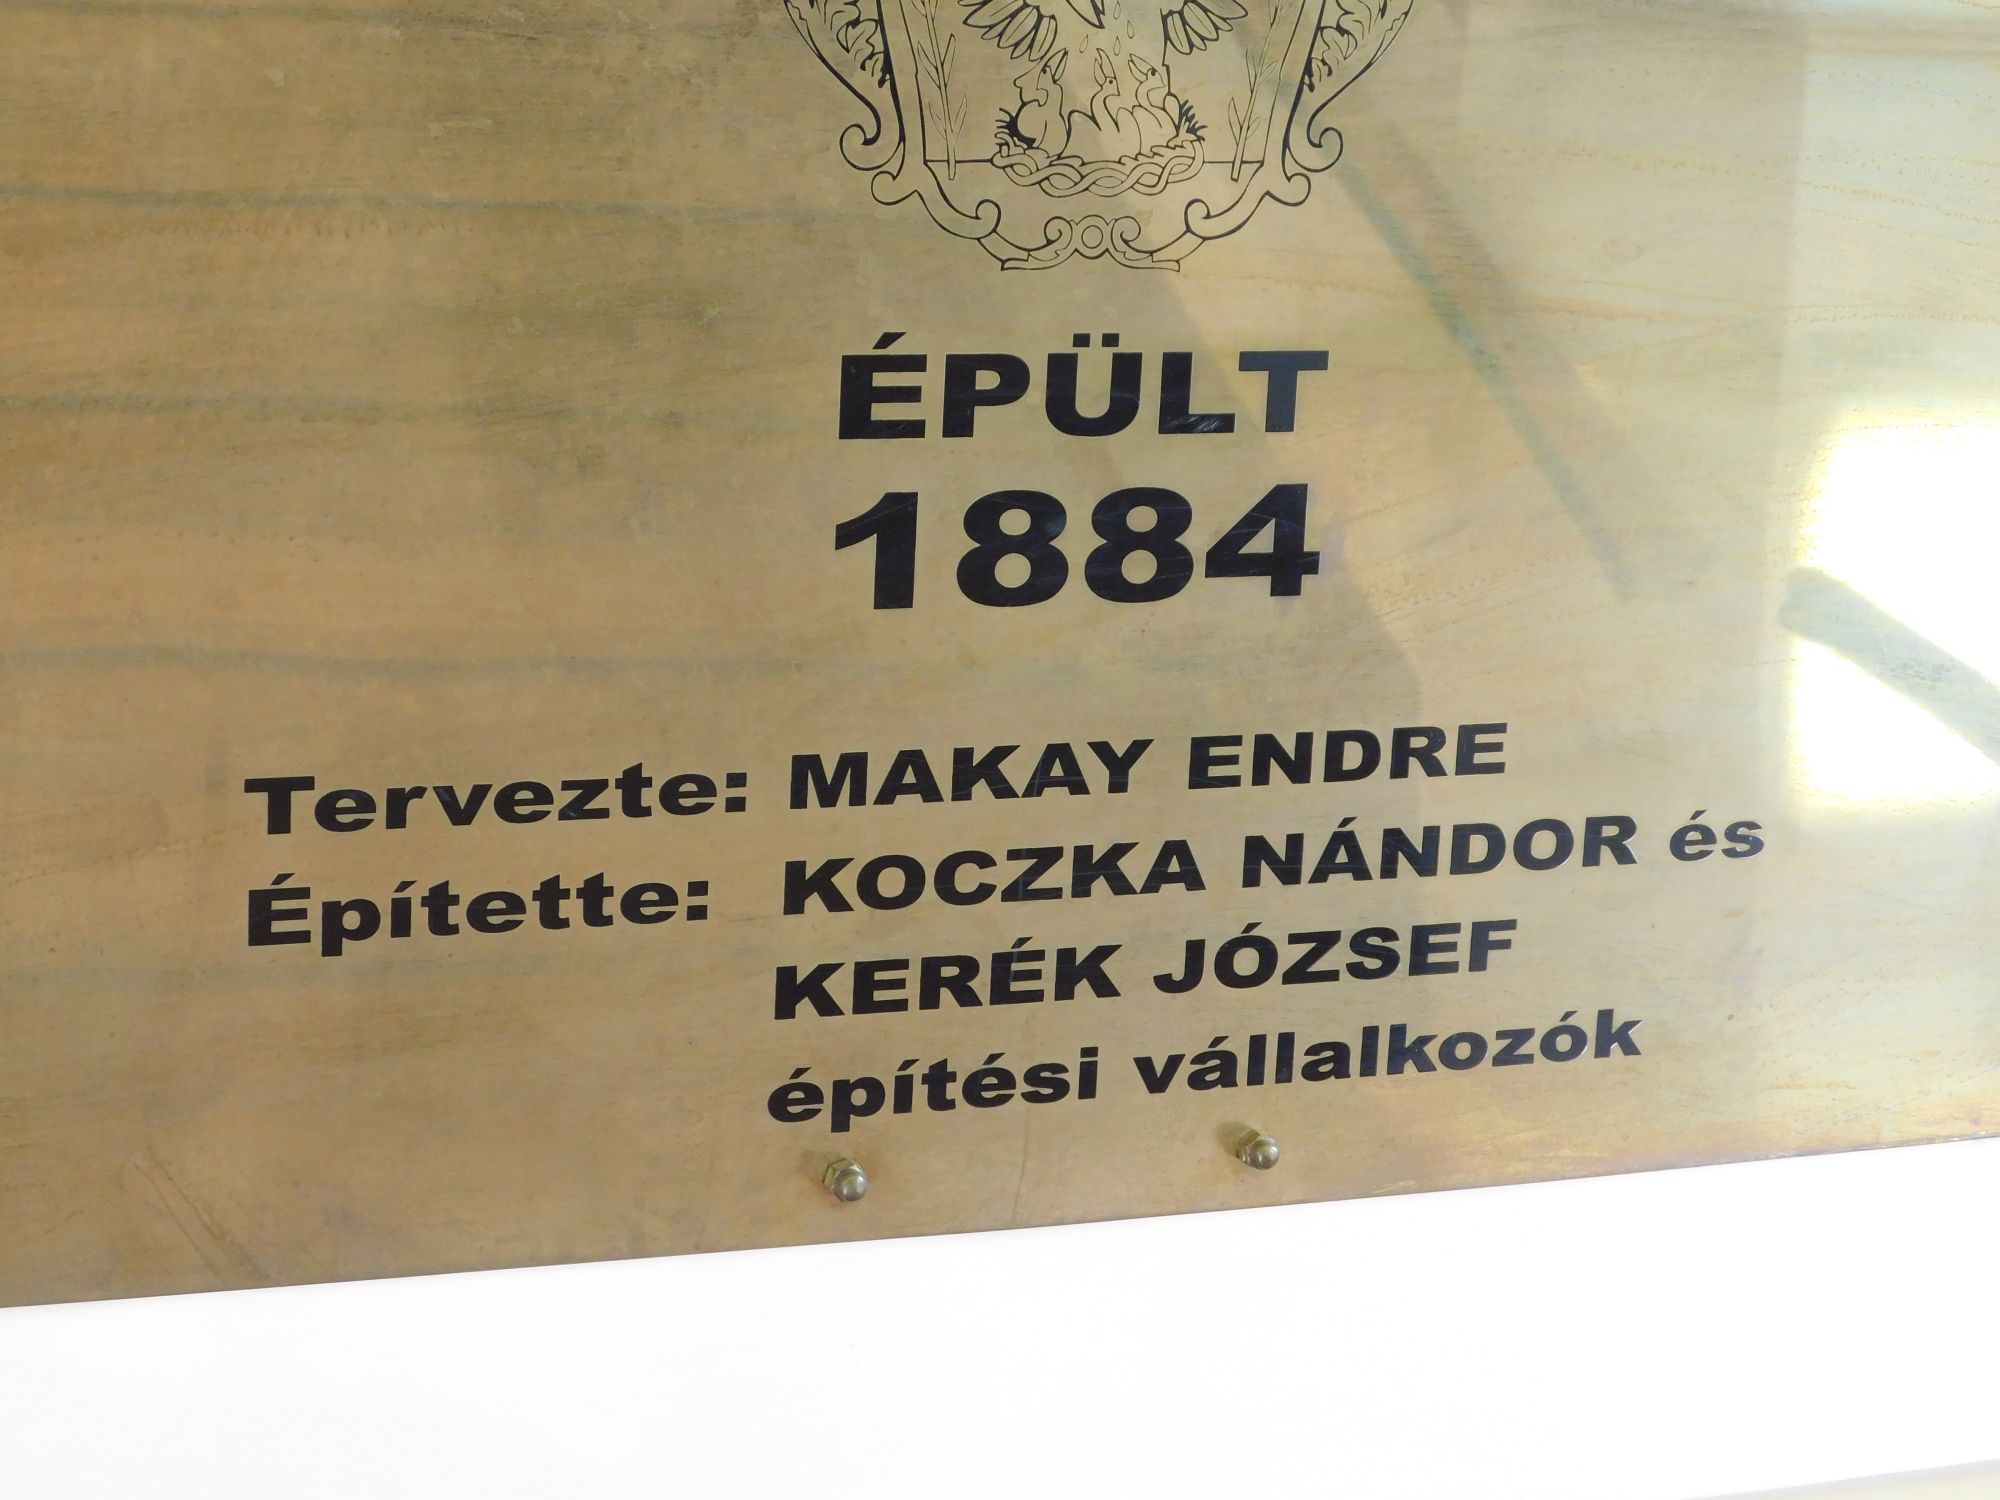 ÉPÜLT
1884
Tervezte: MAKAY ENDRE
Építette: KOCZKA NÁNDOR és
KERÉK JÓZSEF
építési vállalkozók